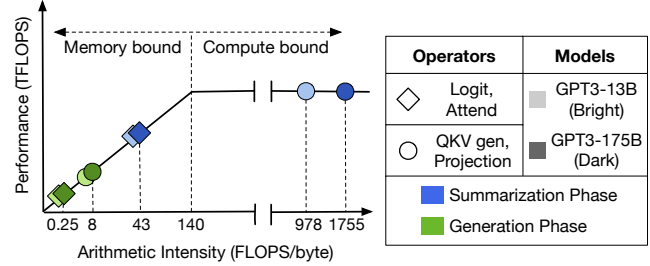 Performance (TFLOPS)
Memory bound
Compute bound
0.25
8
43
140
978
1755
Arithmetic Intensity (FLOPS/byte)
Operators
Models
Logit,
Attend
GPT3-13B
(Bright)
QKV gen,
Projection
GPT3-175B
(Dark)
Summarization Phase
Generation Phase